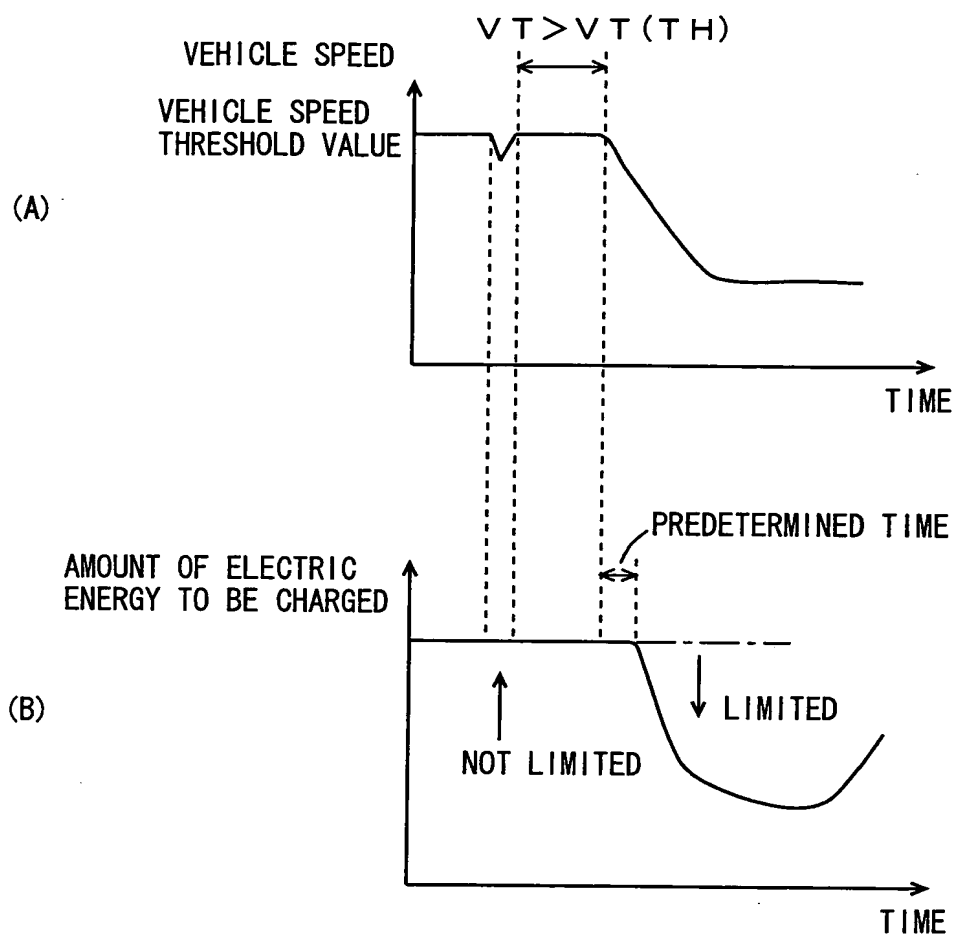 VT>VT(TH)
VEHICLE SPEED
VEHICLE SPEED
THRESHOLD VALUE
(A)
TIME
PREDETERMINED TIME
AMOUNT OF ELECTRIC
ENERGY TO BE CHARGED
(B)
LIMITED
NOT LIMITED
TIME